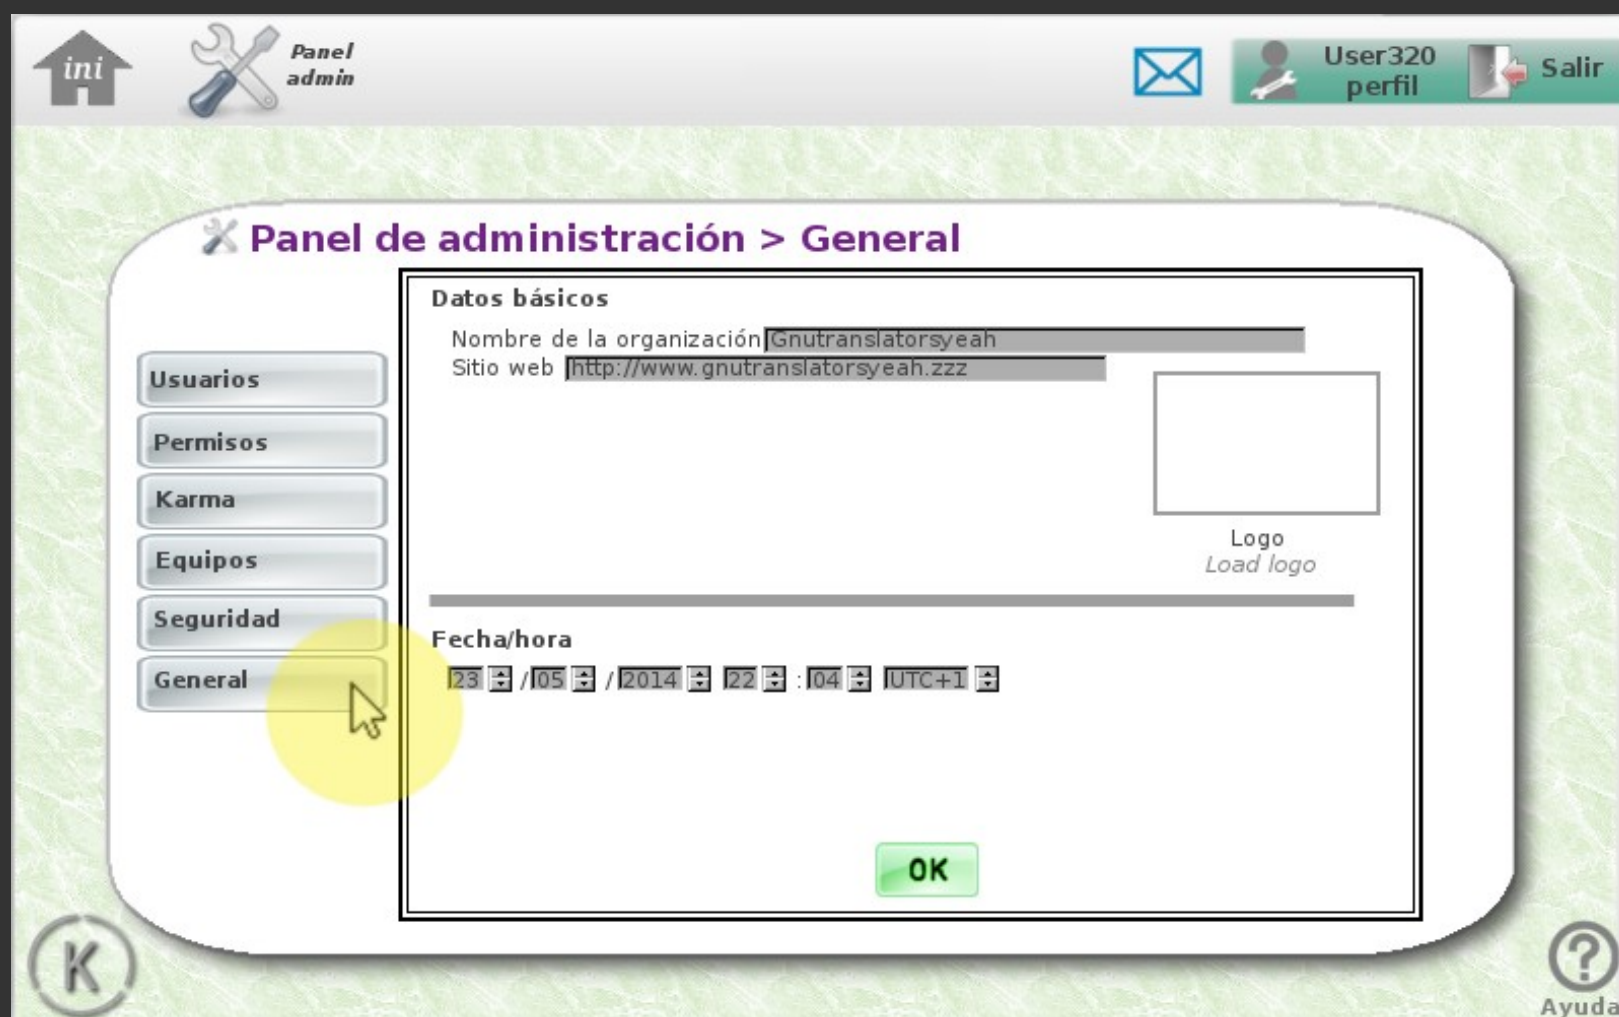 ini
Panel
admin
User320
perfil
Salir
Panel de administración > General
Usuarios
Permisos
Karma
Equipos
Seguridad
General
Datos básicos
Nombre de la organización Gnutranslatorsyeah
Sitio web http://www.gnutranslatorsyeah.zzz
Logo
Load logo
Fecha/hora
23 / 05 / 2014 22 : 04 UTC+1
OK
K
Ayuda